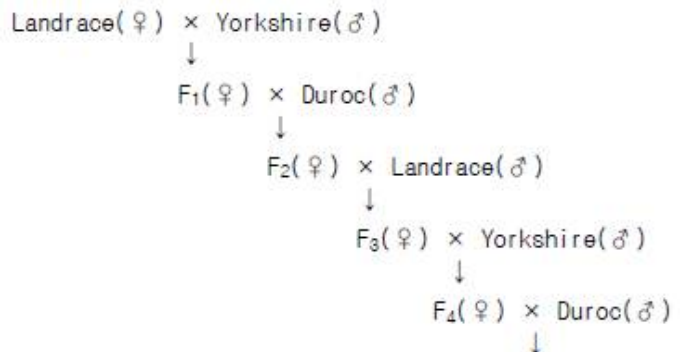 Landrace(♀) × Yorkshire(♂)
↓
F₁(♀) × Duroc(♂)
↓
F₂(♀) × Landrace(♂)
↓
F₃(♀) × Yorkshire(♂)
↓
F₄(♀) × Duroc(♂)
↓